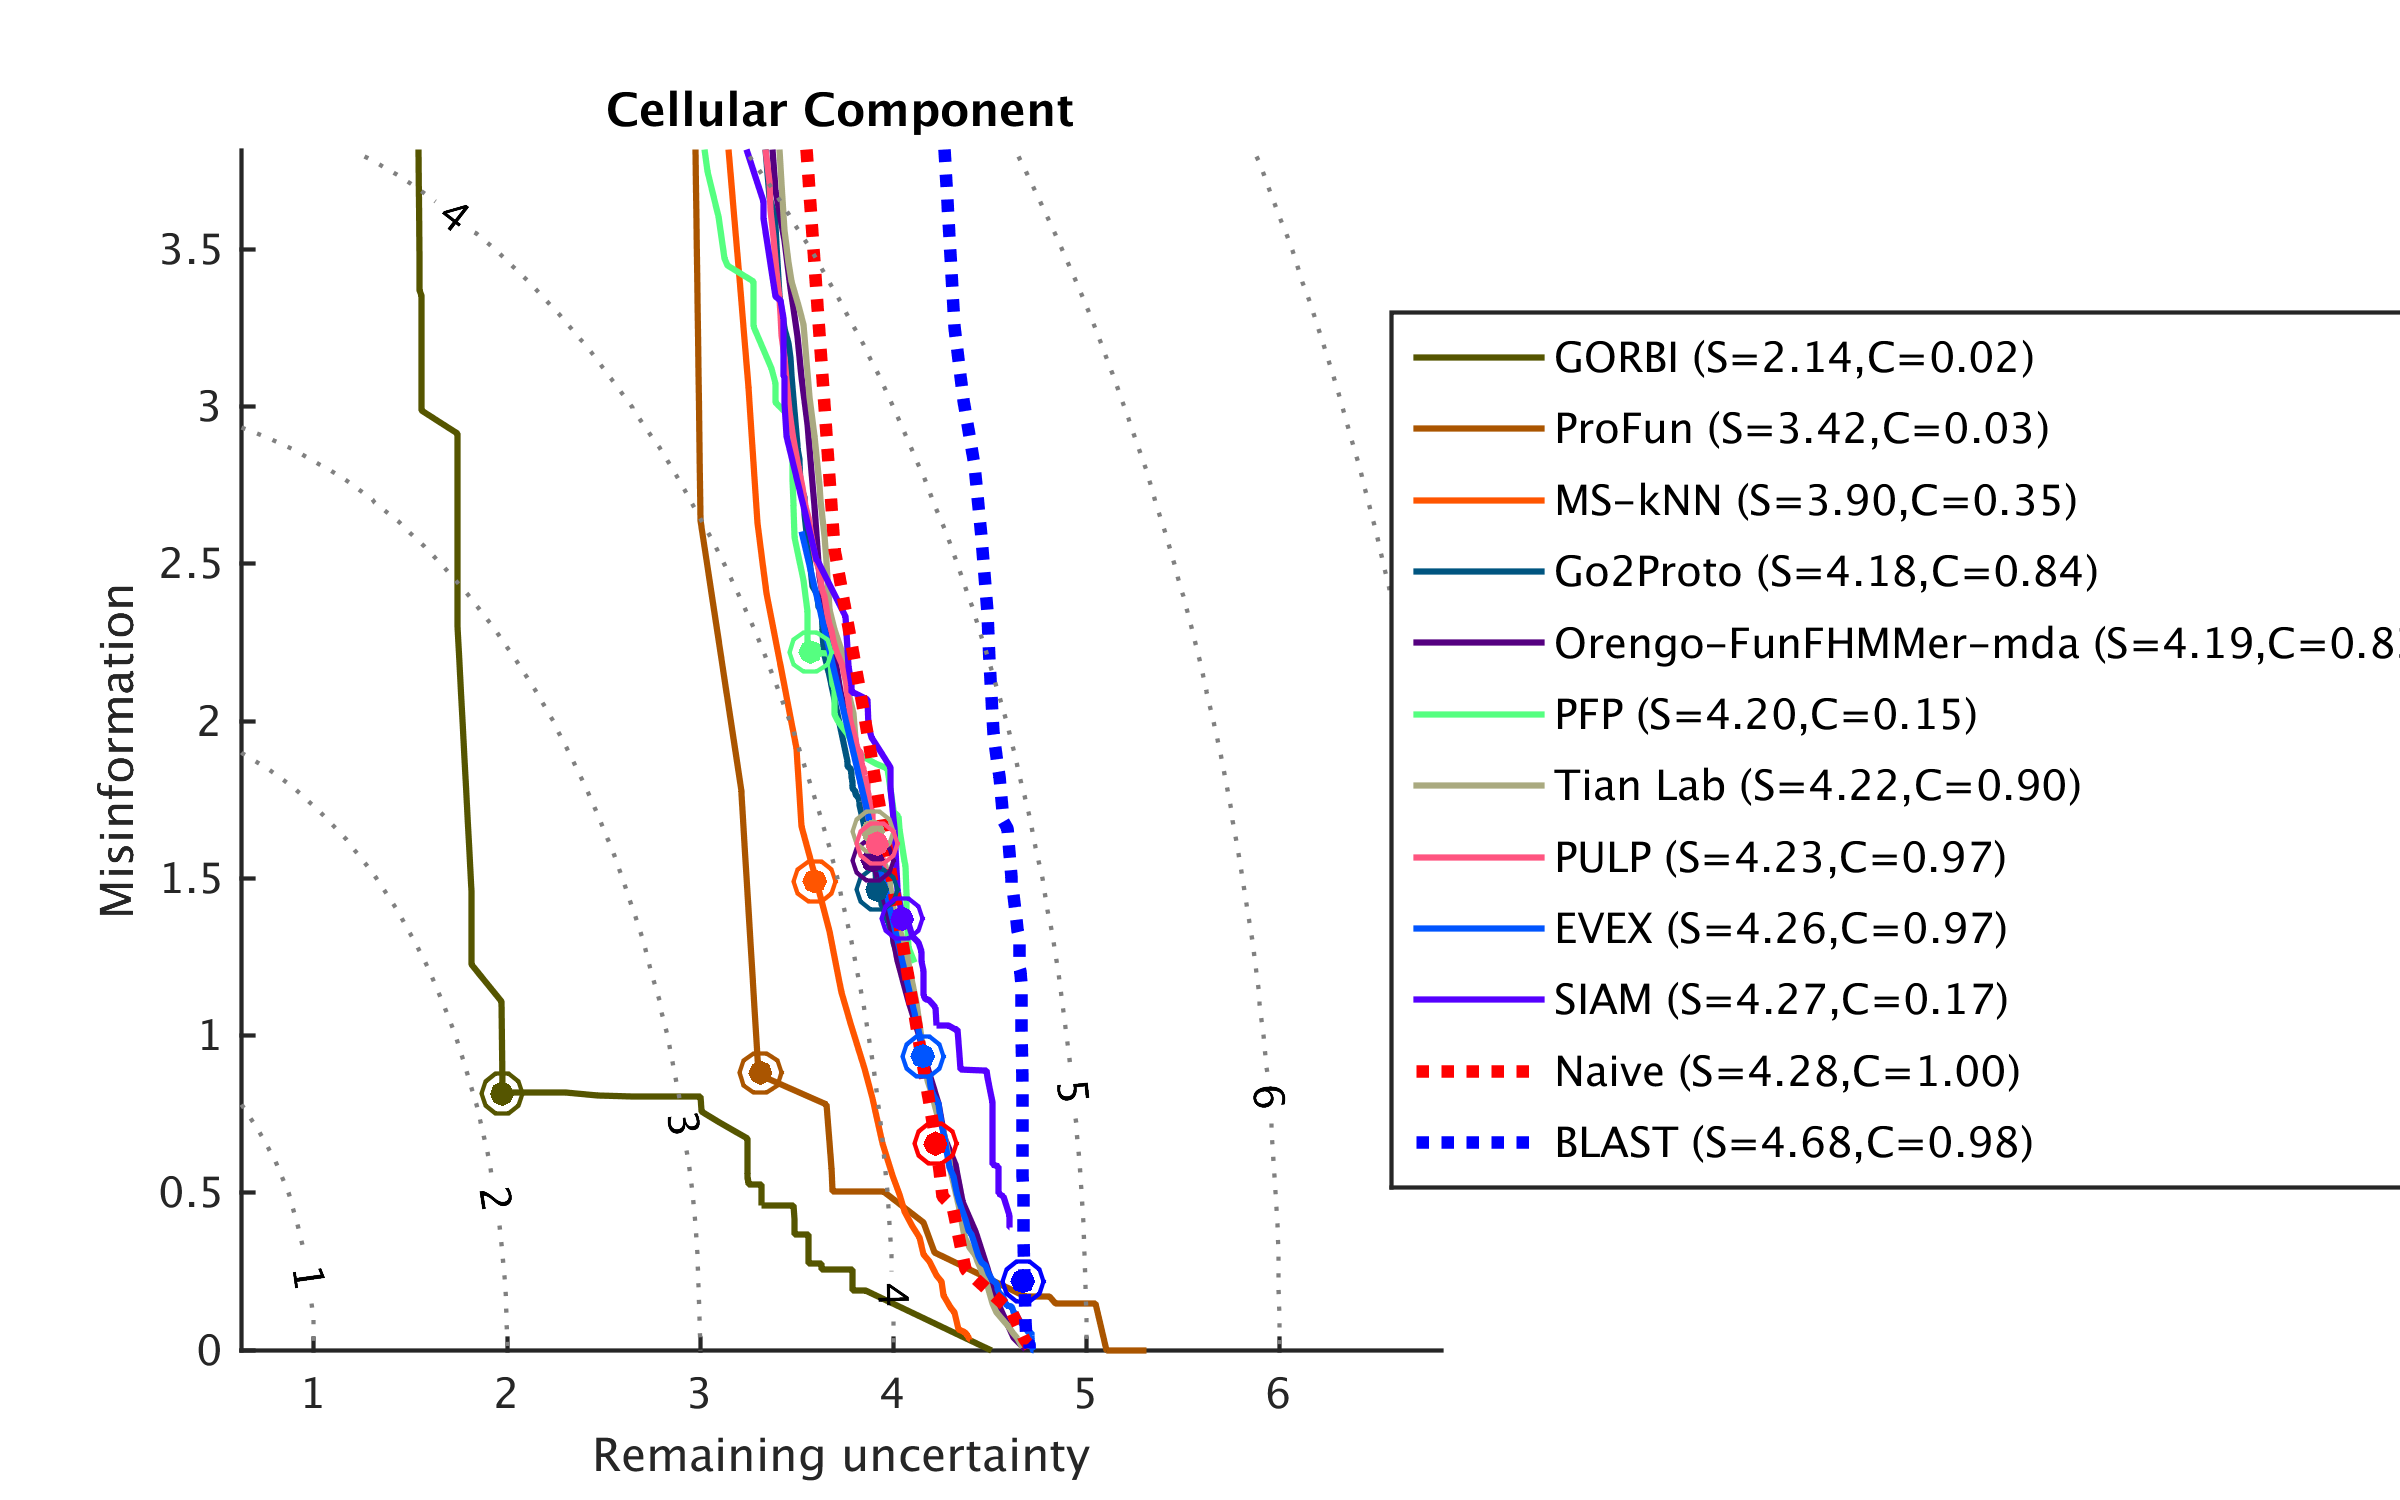 Cellular Component
4
3.5
3
2.5
2
1.5
1
0.5
0
Misinformation
1
2
3
4
5
6
1 2 3 4 5 6
Remaining uncertainty
GORBI (S=2.14,C=0.02)
ProFun (S=3.42,C=0.03)
MS-kNN (S=3.90,C=0.35)
Go2Proto (S=4.18,C=0.84)
Orengo-FunFHMMer-mda (S=4.19,C=0.8
PFP (S=4.20,C=0.15)
Tian Lab (S=4.22,C=0.90)
PULP (S=4.23,C=0.97)
EVEX (S=4.26,C=0.97)
SIAM (S=4.27,C=0.17)
Naive (S=4.28,C=1.00)
BLAST (S=4.68,C=0.98)